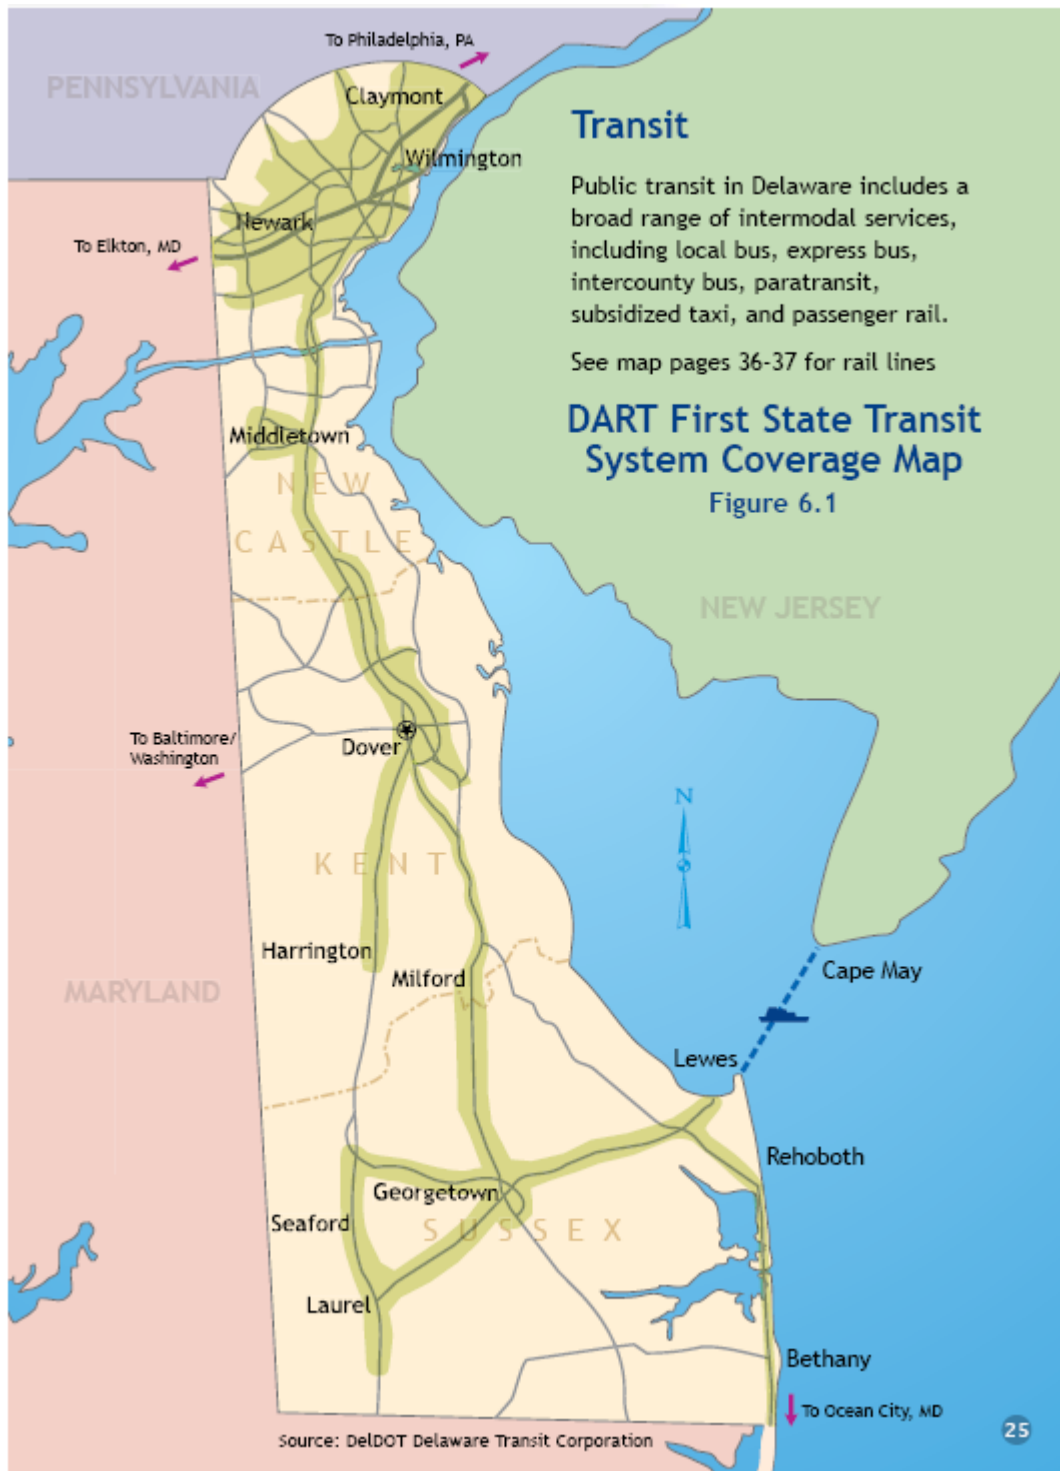 To Philadelphia, PA
PENNSYLVANIA
Claymont
Transit
Wilmington
Public transit in Delaware includes a
broad range of intermodal services,
including local bus, express bus,
intercounty bus, paratransit,
subsidized taxi, and passenger rail.
Newark
To Elkton, MD
See map pages 36-37 for rail lines
DART First State Transit
System Coverage Map
Figure 6.1
Middletown
NEW
CASTLE
NEW JERSEY
To Baltimore/
Washington
Dover
N
KENT
Harrington
Milford
MARYLAND
Cape May
Lewes
Rehoboth
Georgetown
Seaford
SUSSEX
Laurel
Bethany
To Ocean City, MD
25
Source: DelDOT Delaware Transit Corporation